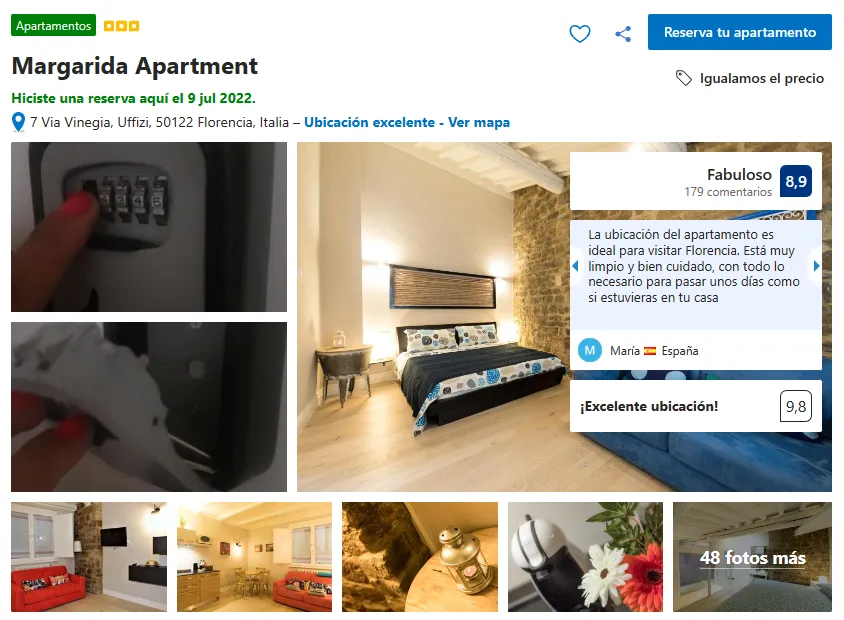 Apartamentos
Reserva tu apartamento
Margarida Apartment
Igualamos el precio
Hiciste una reserva aquí el 9 jul 2022.
7 Via Vinegia, Uffizi, 50122 Florencia, Italia – Ubicación excelente - Ver mapa
Fabuloso
8,9
179 comentarios
La ubicación del apartamento es
ideal para visitar Florencia. Está muy
limpio y bien cuidado, con todo lo
necesario para pasar unos días como
si estuvieras en tu casa
M
María España
¡Excelente ubicación!
9,8
48 fotos más